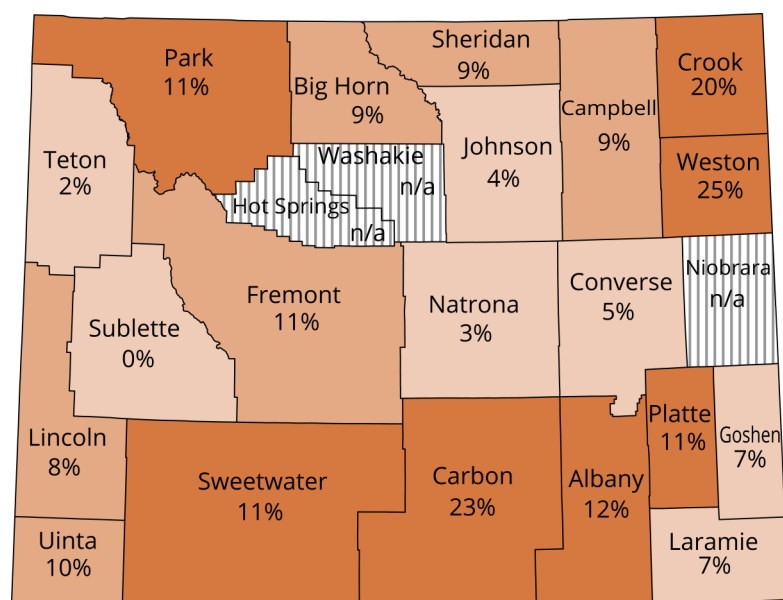 Park
11%
Big Horn
9%
Sheridan
9%
Campbell
9%
Crook
20%
Teton
2%
Washakie
n/a
Johnson
4%
Weston
25%
Hot Springs
n/a
Fremont
11%
Natrona
3%
Converse
5%
Niobrara
n/a
Sublette
0%
Lincoln
8%
Sweetwater
11%
Carbon
23%
Albany
12%
Platte
11%
Goshen
7%
Uinta
10%
Laramie
7%